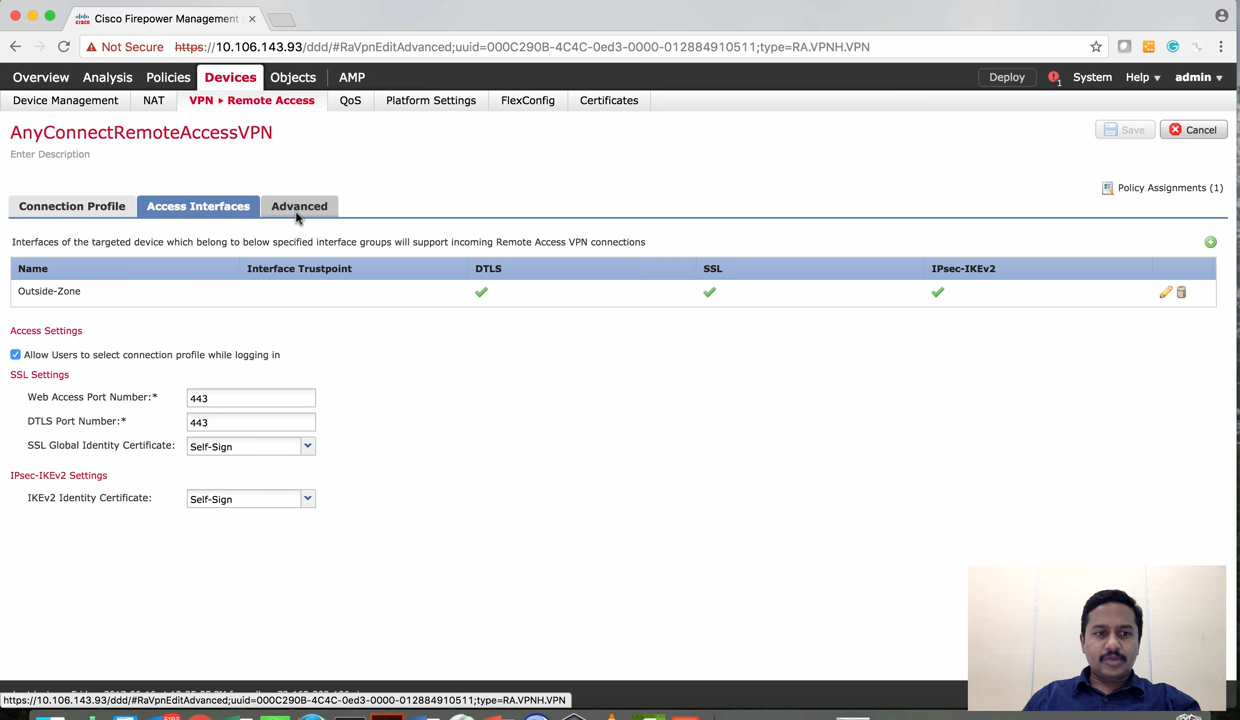 Cisco Firepower Management
Not Secure https://10.106.143.93/ddd/#RaVpnEditAdvanced;uuid=000C290B-4C4C-0ed3-0000-012884910511;type=RA.VPNH.VPN
Overview Analysis Policies Devices Objects AMP Deploy 1 System Help admin
Device Management NAT VPN ▸ Remote Access QoS Platform Settings FlexConfig Certificates
AnyConnectRemoteAccessVPN
Save Cancel
Enter Description
Policy Assignments (1)
Connection Profile Access Interfaces Advanced
Interfaces of the targeted device which belong to below specified interface groups will support incoming Remote Access VPN connections
Name Interface Trustpoint DTLS SSL IPsec-IKEv2
Outside-Zone
Access Settings
Allow Users to select connection profile while logging in
SSL Settings
Web Access Port Number:* 443
DTLS Port Number:* 443
SSL Global Identity Certificate: Self-Sign
IPsec-IKEv2 Settings
IKEv2 Identity Certificate: Self-Sign
https://10.106.143.93/ddd/#RaVpnEditAdvanced;uuid=000C290B-4C4C-0ed3-0000-012884910511;type=RA.VPNH.VPN